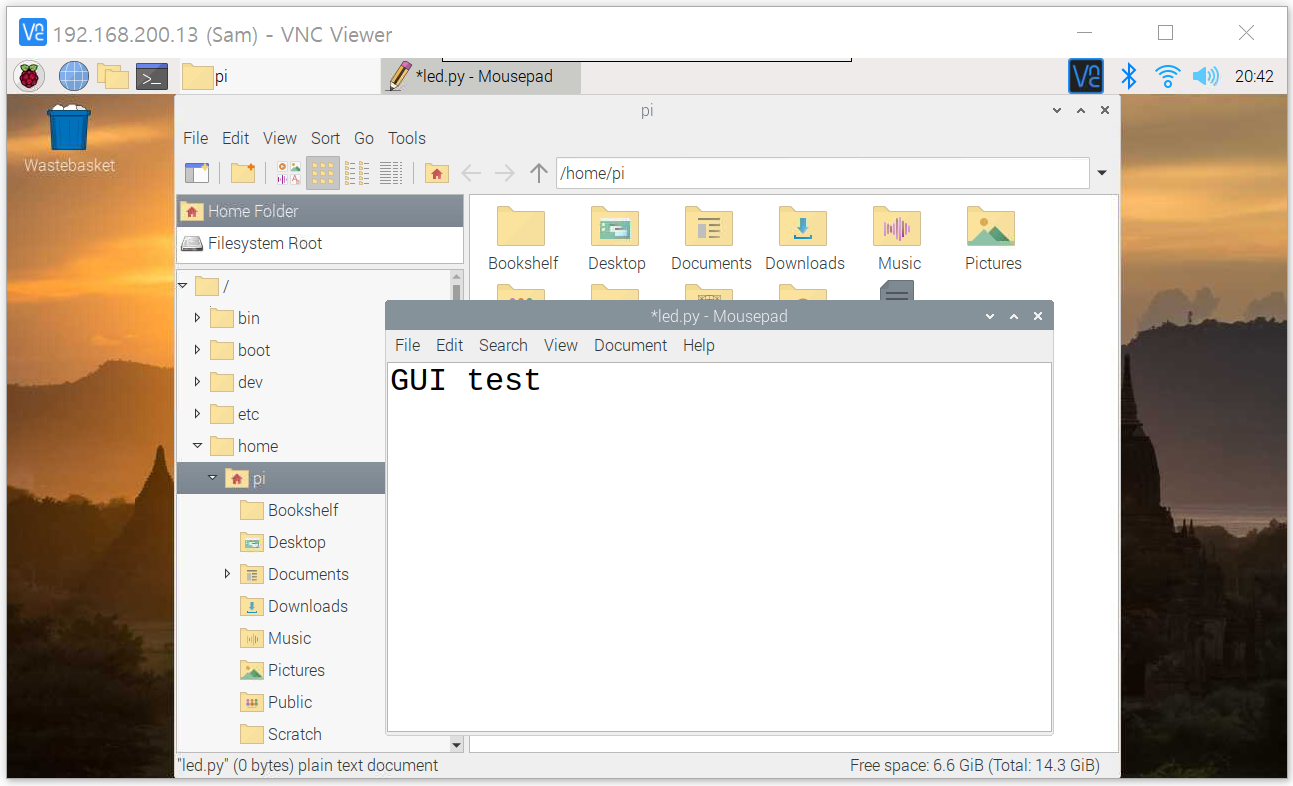 192.168.200.13 (Sam) - VNC Viewer
pi
*led.py - Mousepad
20:42
Wastebasket
pi
File Edit View Sort Go Tools
/home/pi
Home Folder
Filesystem Root
Bookshelf Desktop Documents Downloads Music Pictures
/
bin
boot
dev
etc
home
pi
Bookshelf
Desktop
Documents
Downloads
Music
Pictures
Public
Scratch
*led.py - Mousepad
File Edit Search View Document Help
GUI test
"led.py" (0 bytes) plain text document
Free space: 6.6 GiB (Total: 14.3 GiB)